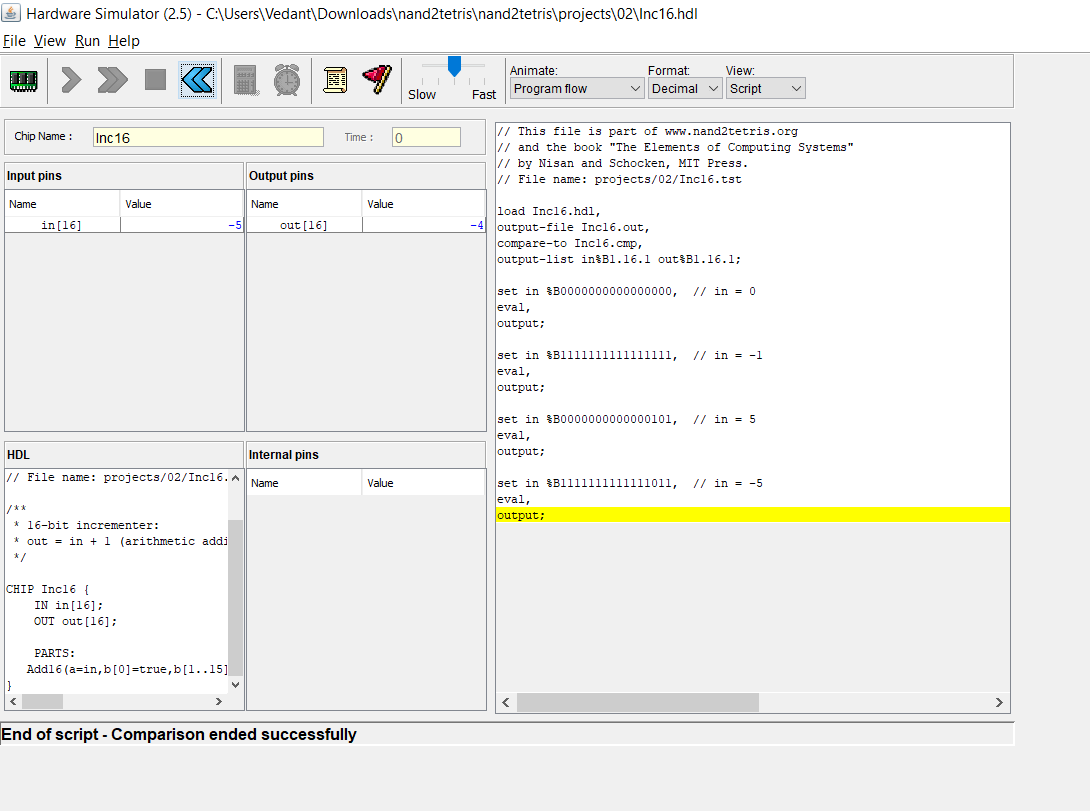 Hardware Simulator (2.5) - C:\Users\Vedant\Downloads\nand2tetris\nand2tetris\projects\02\Inc16.hdl
File View Run Help
Slow Fast
Animate: Format: View:
Program flow Decimal Script
Chip Name : Inc16 Time : 0
Input pins Output pins
Name Value Name Value
in[16] -5 out[16] -4
HDL Internal pins
Name Value
// File name: projects/02/Inc16.
/**
* 16-bit incrementer:
* out = in + 1 (arithmetic addi
*/
CHIP Inc16 {
IN in[16];
OUT out[16];
PARTS:
Add16(a=in,b[0]=true,b[1..15]
}
// This file is part of www.nand2tetris.org
// and the book "The Elements of Computing Systems"
// by Nisan and Schocken, MIT Press.
// File name: projects/02/Inc16.tst
load Inc16.hdl,
output-file Inc16.out,
compare-to Inc16.cmp,
output-list in%B1.16.1 out%B1.16.1;
set in %B0000000000000000,  // in = 0
eval,
output;
set in %B1111111111111111,  // in = -1
eval,
output;
set in %B0000000000000101,  // in = 5
eval,
output;
set in %B1111111111111011,  // in = -5
eval,
output;
End of script - Comparison ended successfully